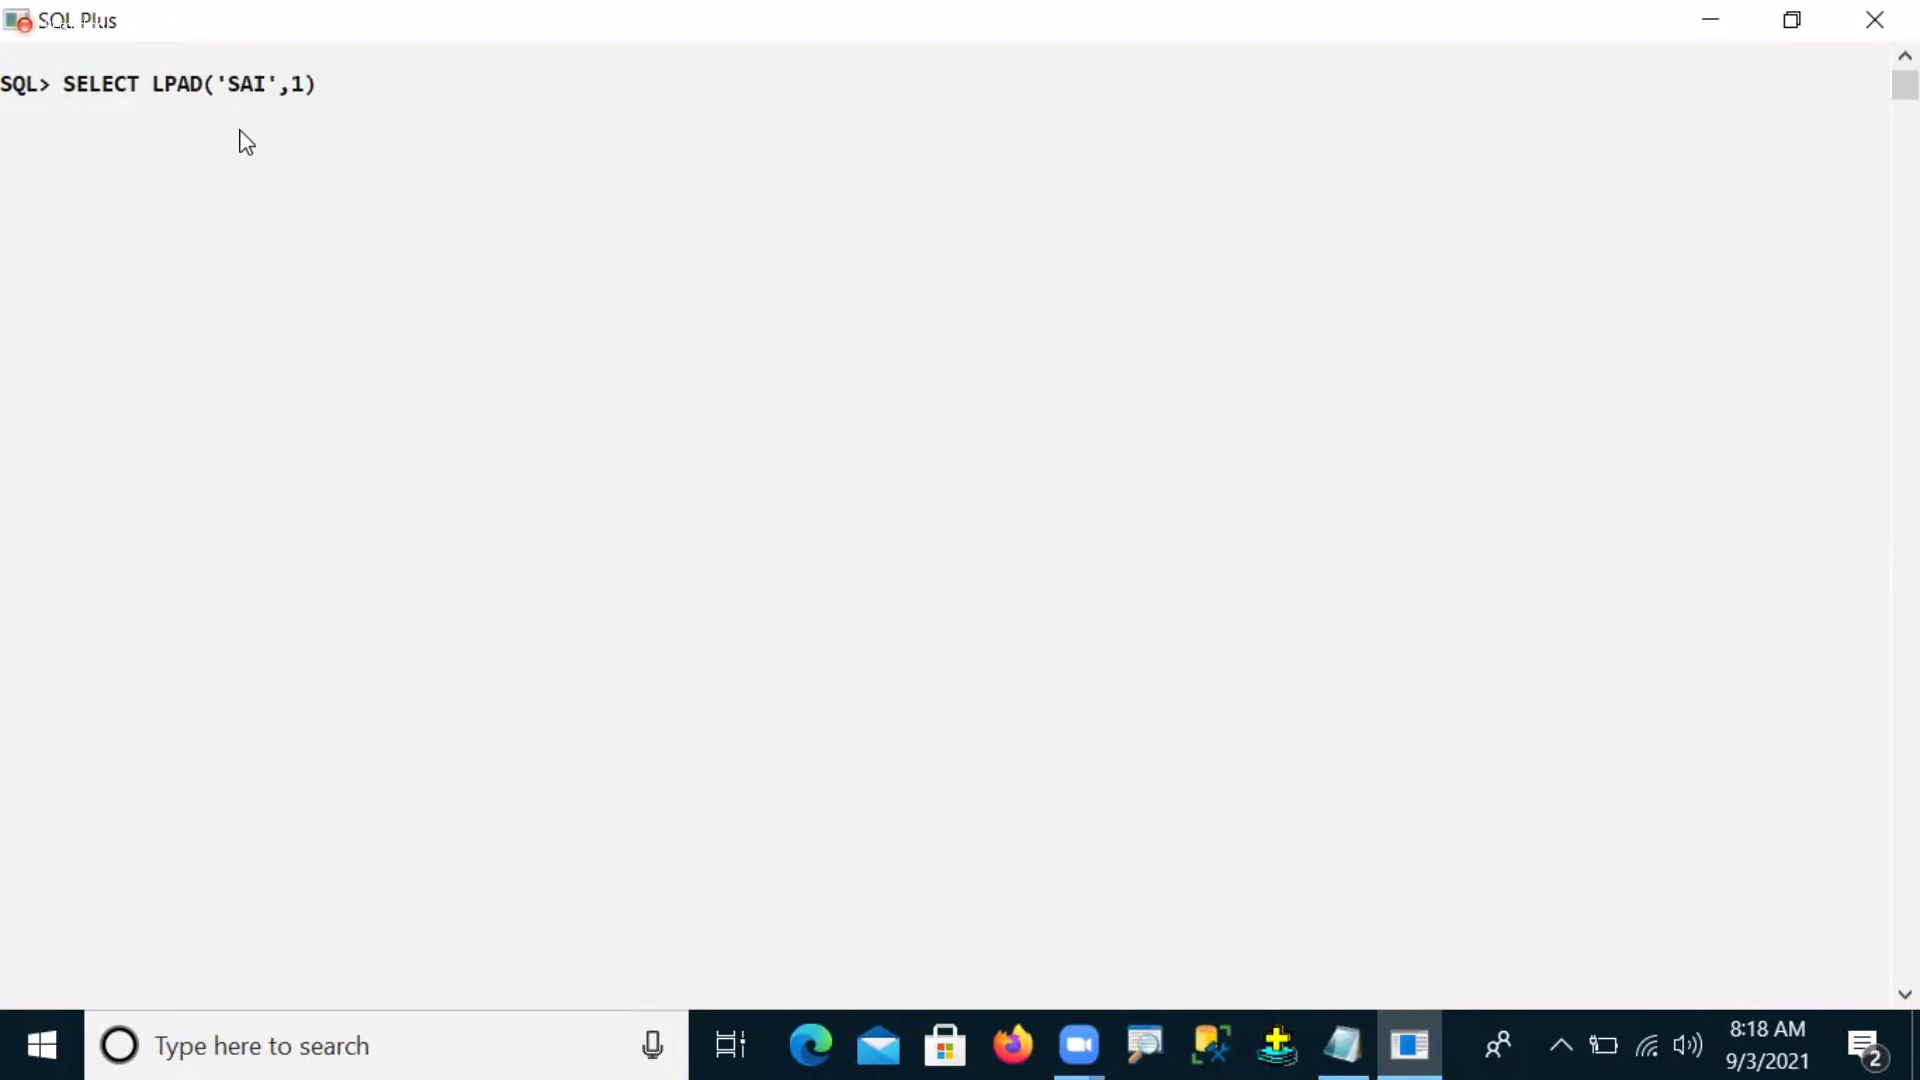 SQL Plus
SQL> SELECT LPAD('SAI',1)
Type here to search
8:18 AM
9/3/2021
2